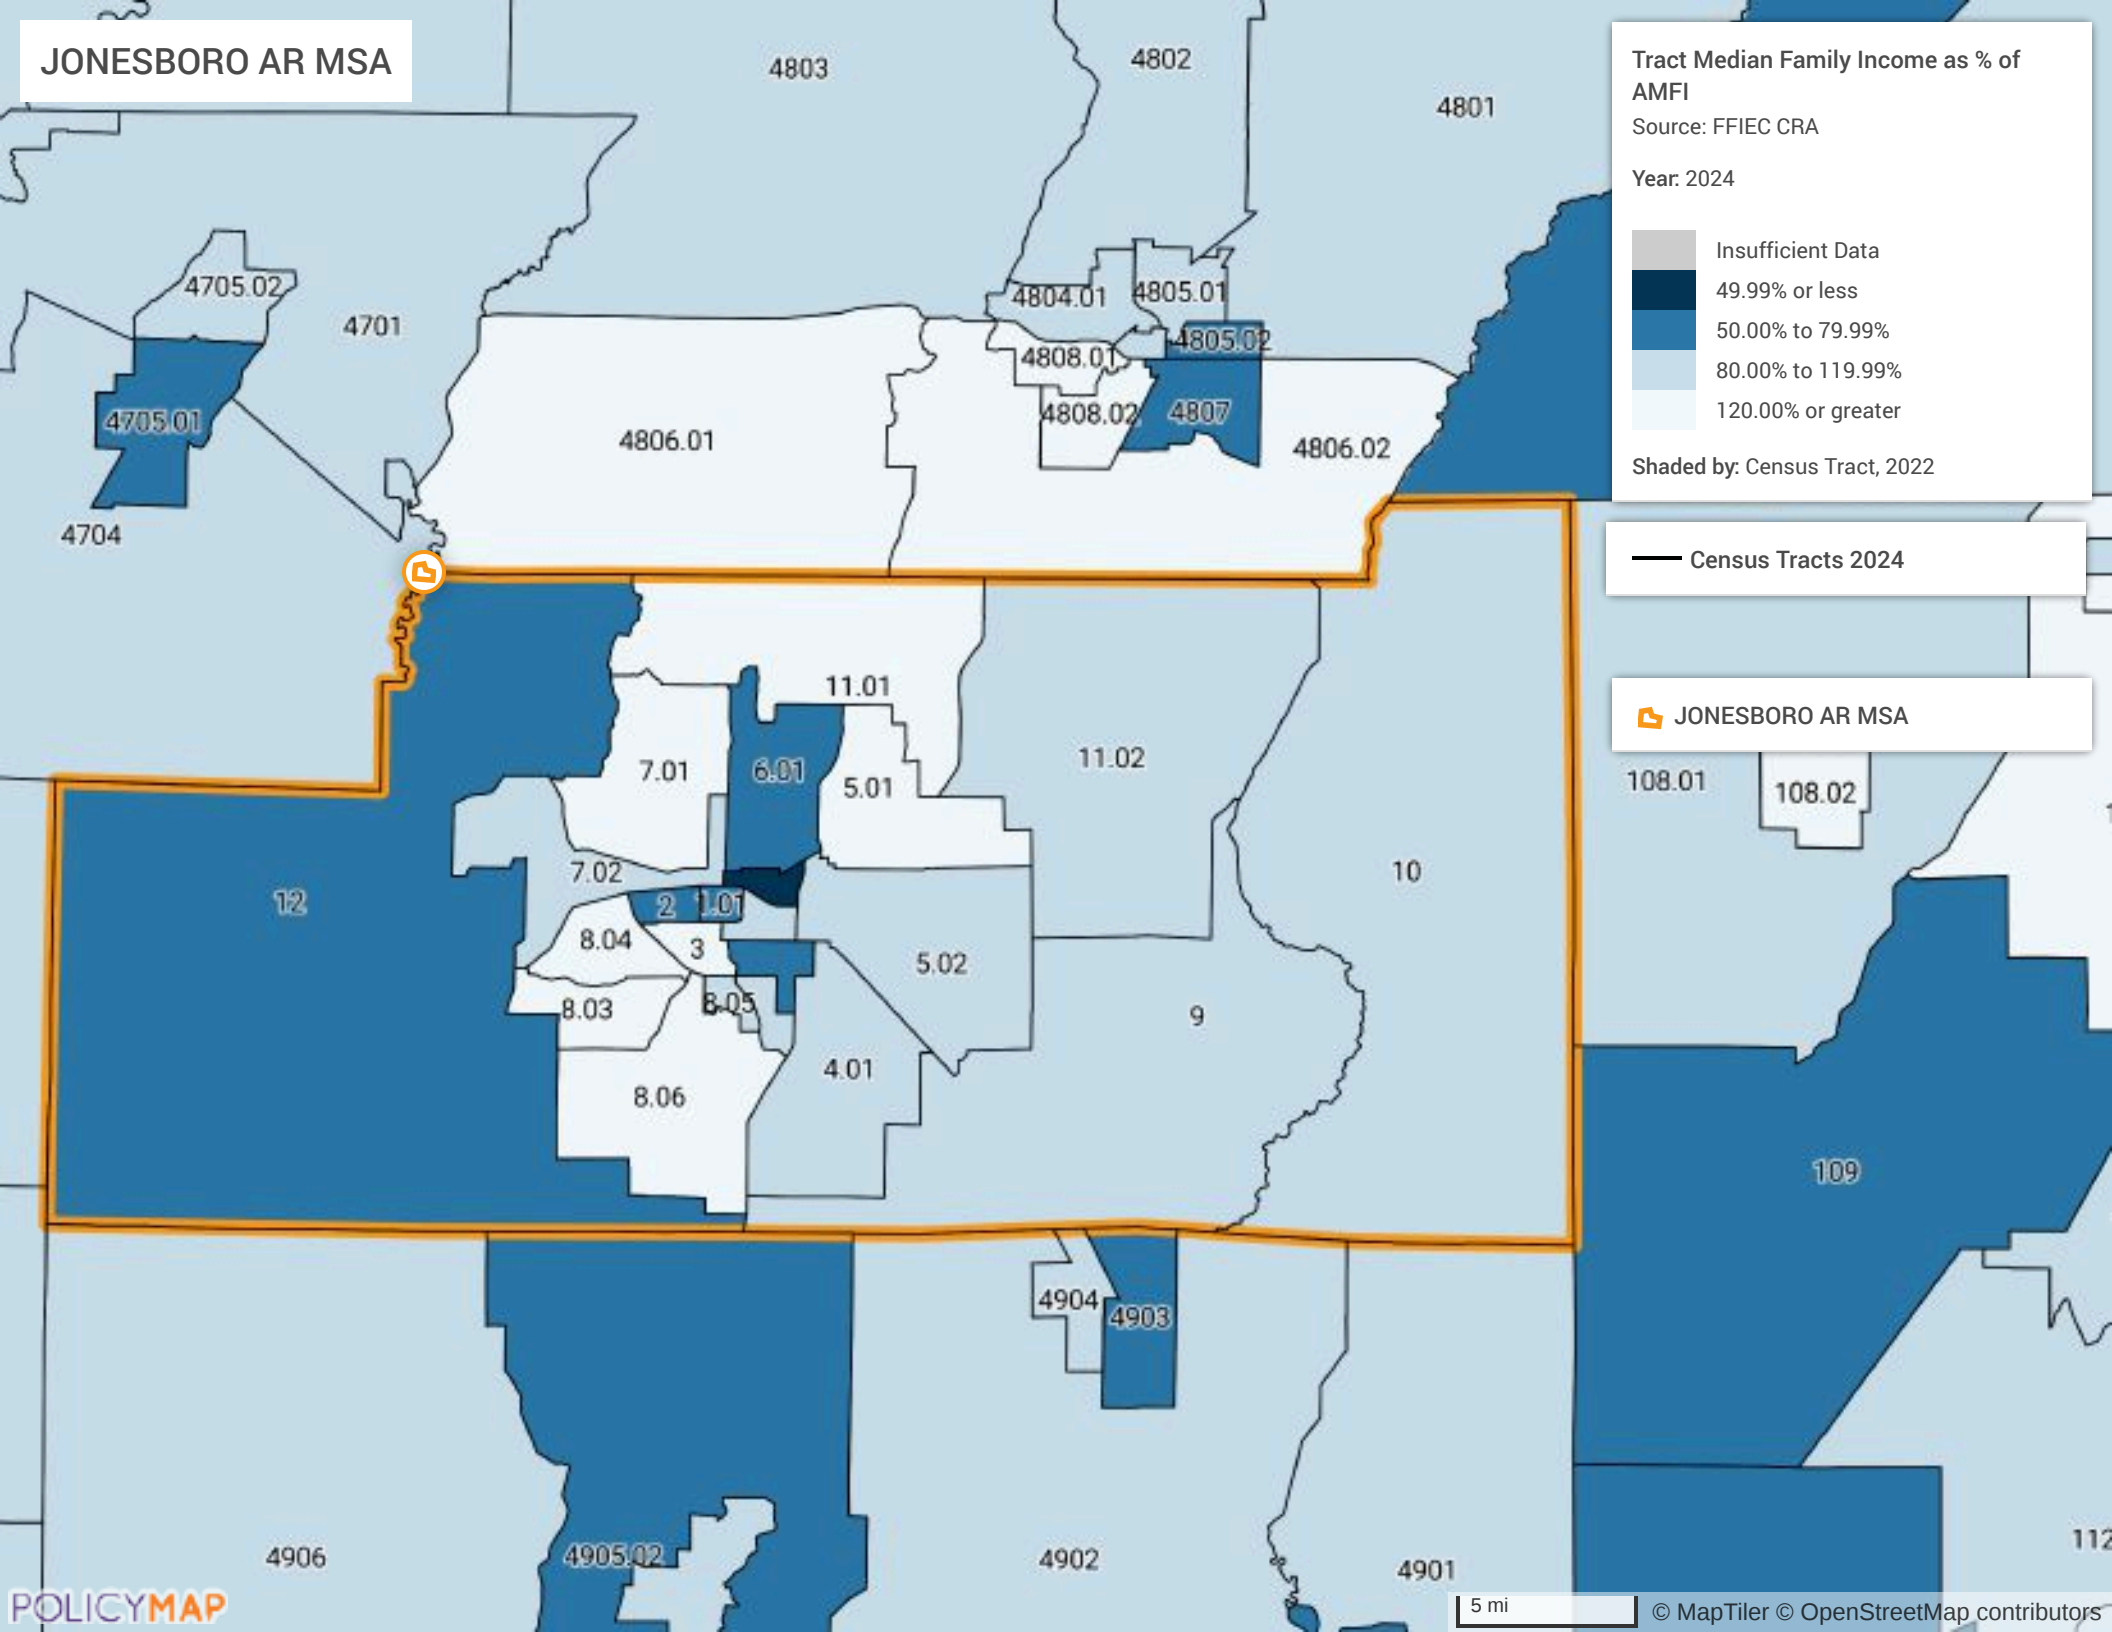 JONESBORO AR MSA
4803
4802
4801
Tract Median Family Income as % of
AMFI
Source: FFIEC CRA
Year: 2024
Insufficient Data
49.99% or less
50.00% to 79.99%
80.00% to 119.99%
120.00% or greater
Shaded by: Census Tract, 2022
Census Tracts 2024
JONESBORO AR MSA
4705.02
4701
4804.01
4805.01
4805.02
4808.01
4705.01
4808.02
4807
4806.01
4806.02
4704
11.01
7.01
6.01
5.01
11.02
108.01
108.02
12
7.02
2
1.01
10
8.04
3
5.02
8.03
8.05
9
4.01
8.06
109
4904
4903
4906
4905.02
4902
4901
112
POLICYMAP
5 mi
© MapTiler © OpenStreetMap contributors